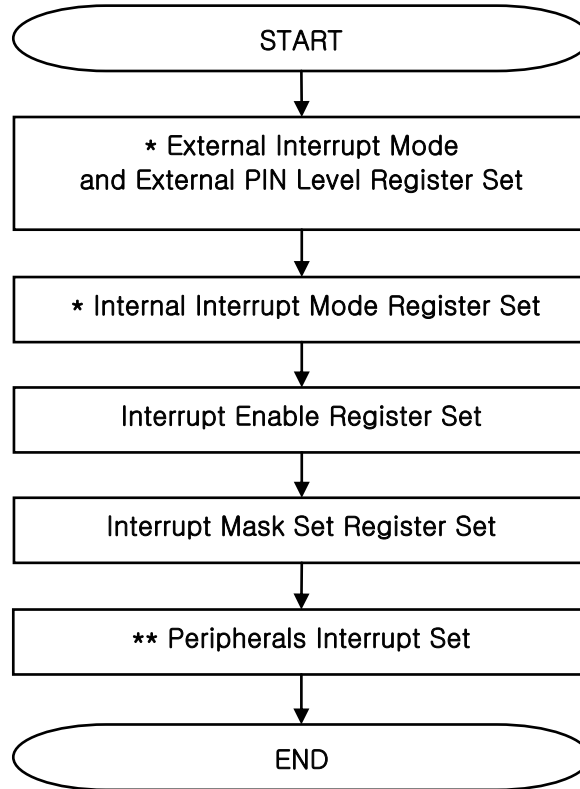 START
* External Interrupt Mode
and External PIN Level Register Set
* Internal Interrupt Mode Register Set
Interrupt Enable Register Set
Interrupt Mask Set Register Set
** Peripherals Interrupt Set
END